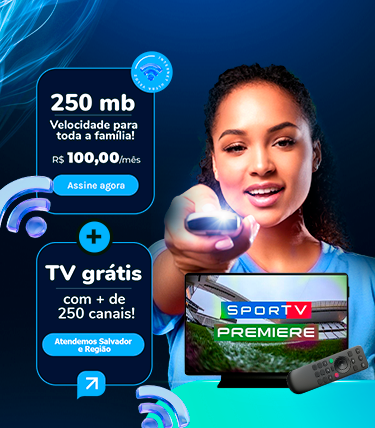 250 mb
Velocidade para
toda a família!
R$ 100,00/mês
Assine agora
+
TV grátis
com + de
250 canais!
Atendemos Salvador
e Região
SPORTV
PREMIERE